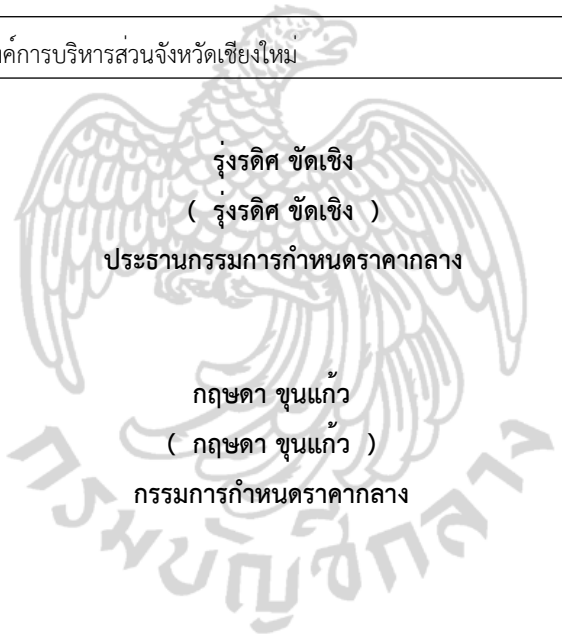 การบริหารส่วนจังหวัดเชียงใหม่
รุ่งรดิศ ขัดเชิง
( รุ่งรดิศ ขัดเชิง )
ประธานกรรมการกำหนดราคากลาง
กฤษดา ขุนแก้ว
( กฤษดา ขุนแก้ว )
กรรมการกำหนดราคากลาง
กรมบัญชีกลาง